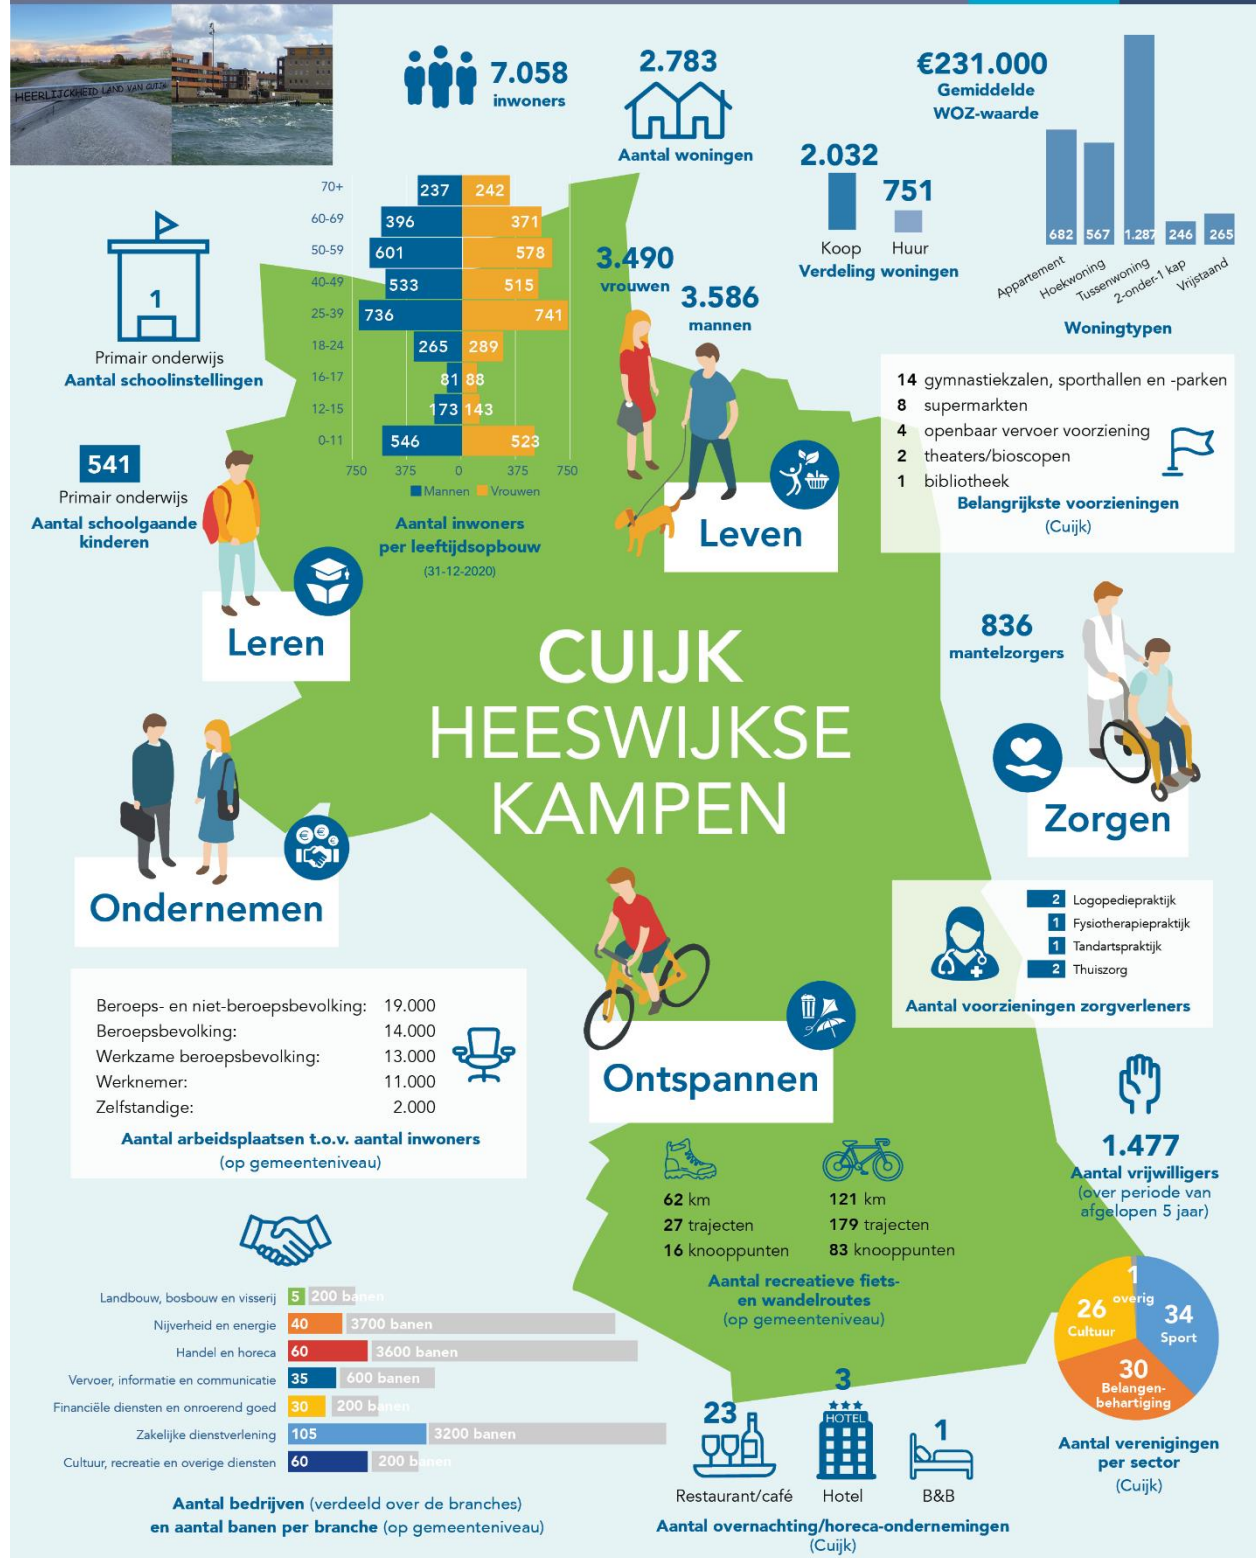 HEERLIJCKHEID LAND VAN CUIJK
7.058
inwoners
2.783
Aantal woningen
€231.000
Gemiddelde
WOZ-waarde
2.032
751
Koop
Huur
Verdeling woningen
682
567
1.287
246
265
Appartement
Hoekwoning
Tussenwoning
2-onder-1 kap
Vrijstaand
Woningtypen
1
Primair onderwijs
Aantal schoolinstellingen
541
Primair onderwijs
Aantal schoolgaande
kinderen
70+ 237 242
60-69 396 371
50-59 601 578
40-49 533 515
25-39 736 741
18-24 265 289
16-17 81 88
12-15 173 143
0-11 546 523
750 375 0 375 750
Mannen Vrouwen
Aantal inwoners
per leeftijdsopbouw
(31-12-2020)
3.490
vrouwen
3.586
mannen
Leven
14 gymnastiekzalen, sporthallen en -parken
8 supermarkten
4 openbaar vervoer voorziening
2 theaters/bioscopen
1 bibliotheek
Belangrijkste voorzieningen
(Cuijk)
Leren
CUIJK
HEESWIJKSE
KAMPEN
836
mantelzorgers
Zorgen
Ondernemen
2 Logopediepraktijk
1 Fysiotherapiepraktijk
1 Tandartspraktijk
2 Thuiszorg
Aantal voorzieningen zorgverleners
Beroeps- en niet-beroepsbevolking: 19.000
Beroepsbevolking: 14.000
Werkzame beroepsbevolking: 13.000
Werknemer: 11.000
Zelfstandige: 2.000
Aantal arbeidsplaatsen t.o.v. aantal inwoners
(op gemeenteniveau)
Ontspannen
62 km
27 trajecten
16 knooppunten
121 km
179 trajecten
83 knooppunten
Aantal recreatieve fiets-
en wandelroutes
(op gemeenteniveau)
1.477
Aantal vrijwilligers
(over periode van
afgelopen 5 jaar)
Landbouw, bosbouw en visserij 5 200 banen
Nijverheid en energie 40 3700 banen
Handel en horeca 60 3600 banen
Vervoer, informatie en communicatie 35 600 banen
Financiële diensten en onroerend goed 30 200 banen
Zakelijke dienstverlening 105 3200 banen
Cultuur, recreatie en overige diensten 60 200 banen
Aantal bedrijven (verdeeld over de branches)
en aantal banen per branche (op gemeenteniveau)
23
Restaurant/café
3
HOTEL
Hotel
1
B&B
Aantal overnachting/horeca-ondernemingen
(Cuijk)
1
overig
26
Cultuur
34
Sport
30
Belangen-
behartiging
Aantal verenigingen
per sector
(Cuijk)